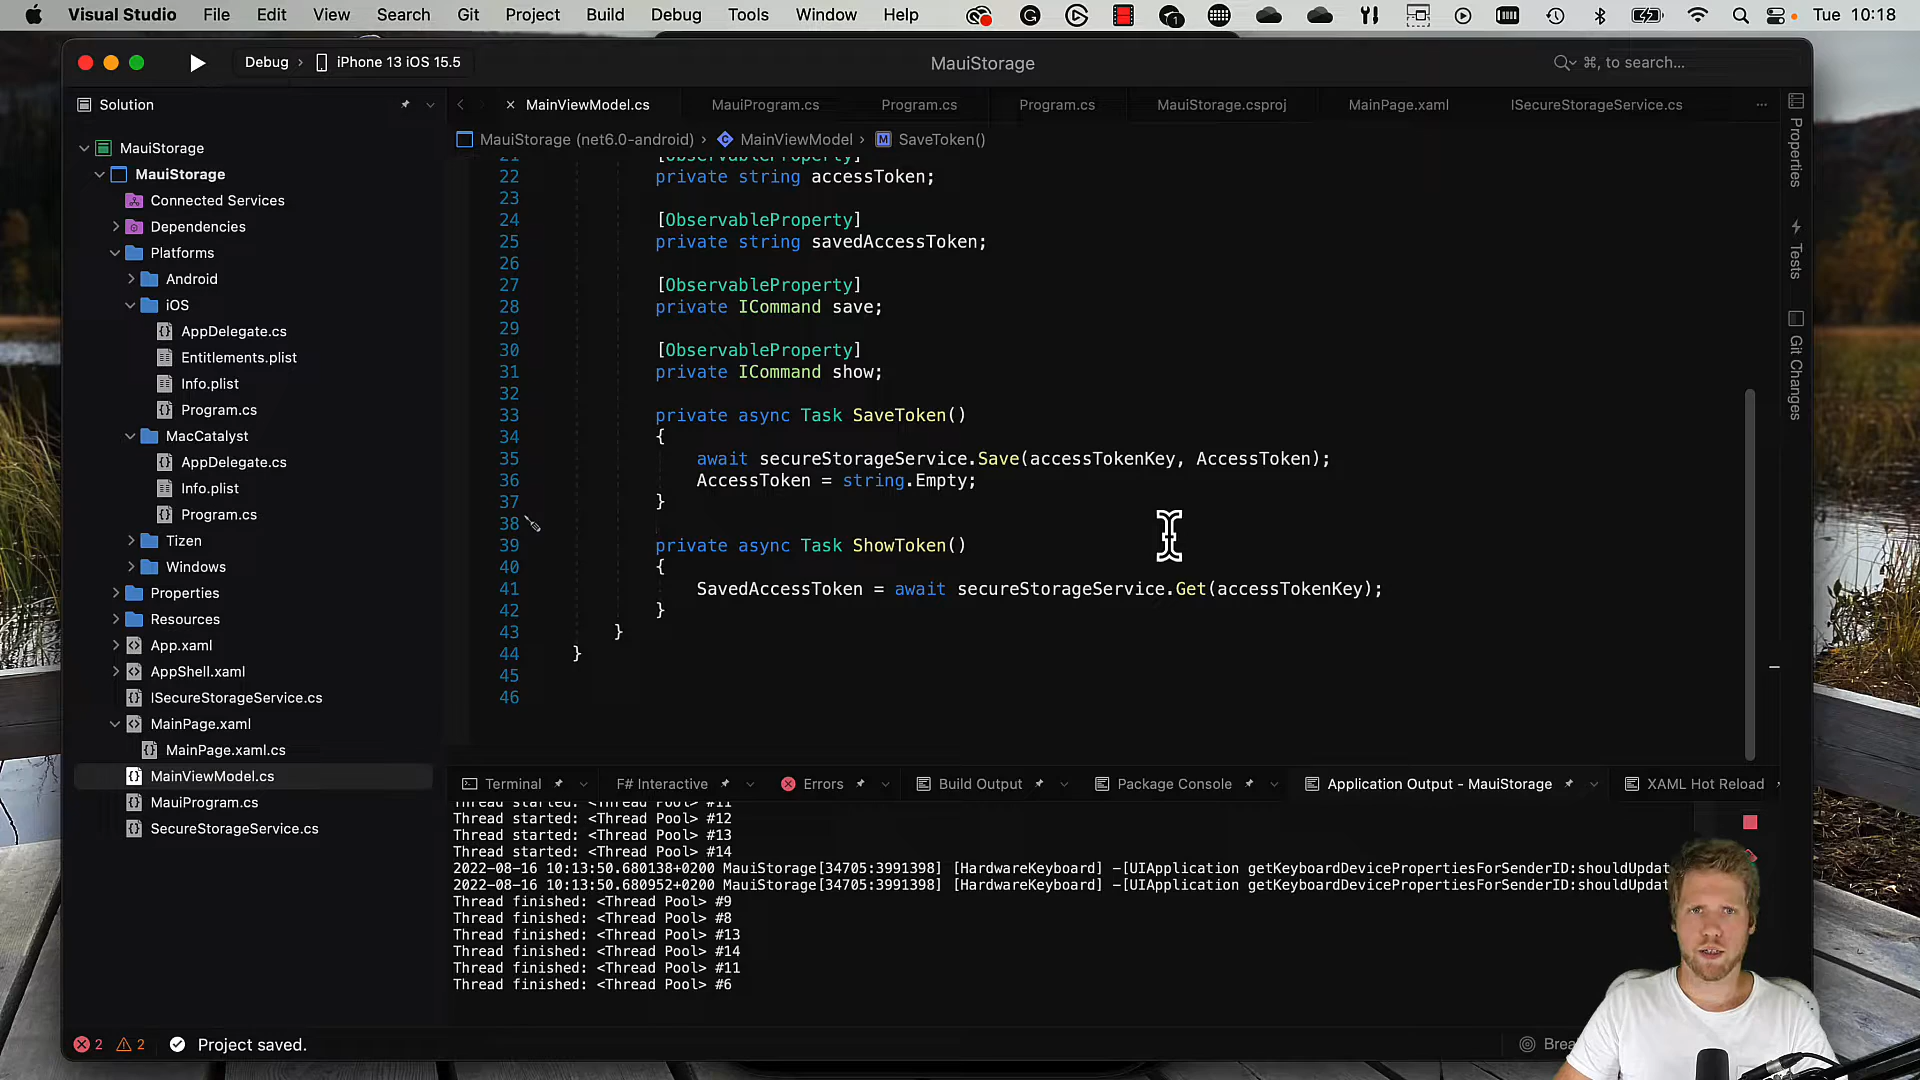 Visual Studio File Edit View Search Git Project Build Debug Tools Window Help 1 Tue 10:18
Debug › iPhone 13 iOS 15.5 MauiStorage ⌘, to search...
Solution
MainViewModel.cs MauiProgram.cs Program.cs Program.cs MauiStorage.csproj MainPage.xaml ISecureStorageService.cs ...
MauiStorage (net6.0-android) › MainViewModel › M SaveToken()
MauiStorage
MauiStorage
Connected Services
Dependencies
Platforms
Android
iOS
AppDelegate.cs
Entitlements.plist
Info.plist
Program.cs
MacCatalyst
AppDelegate.cs
Info.plist
Program.cs
Tizen
Windows
Properties
Resources
App.xaml
AppShell.xaml
ISecureStorageService.cs
MainPage.xaml
MainPage.xaml.cs
MainViewModel.cs
MauiProgram.cs
SecureStorageService.cs
21 [ObservableProperty]
22 private string accessToken;
23
24 [ObservableProperty]
25 private string savedAccessToken;
26
27 [ObservableProperty]
28 private ICommand save;
29
30 [ObservableProperty]
31 private ICommand show;
32
33 private async Task SaveToken()
34 {
35 await secureStorageService.Save(accessTokenKey, AccessToken);
36 AccessToken = string.Empty;
37 }
38
39 private async Task ShowToken()
40 {
41 SavedAccessToken = await secureStorageService.Get(accessTokenKey);
42 }
43 }
44 }
45
46
Properties
Tests
Git Changes
Terminal F# Interactive Errors Build Output Package Console Application Output - MauiStorage XAML Hot Reload
Thread started: <Thread Pool> #11
Thread started: <Thread Pool> #12
Thread started: <Thread Pool> #13
Thread started: <Thread Pool> #14
2022-08-16 10:13:50.680138+0200 MauiStorage[34705:3991398] [HardwareKeyboard] -[UIApplication getKeyboardDevicePropertiesForSenderID:shouldUpdat
2022-08-16 10:13:50.680952+0200 MauiStorage[34705:3991398] [HardwareKeyboard] -[UIApplication getKeyboardDevicePropertiesForSenderID:shouldUpdat
Thread finished: <Thread Pool> #9
Thread finished: <Thread Pool> #8
Thread finished: <Thread Pool> #13
Thread finished: <Thread Pool> #14
Thread finished: <Thread Pool> #11
Thread finished: <Thread Pool> #6
2 2 Project saved. Brea